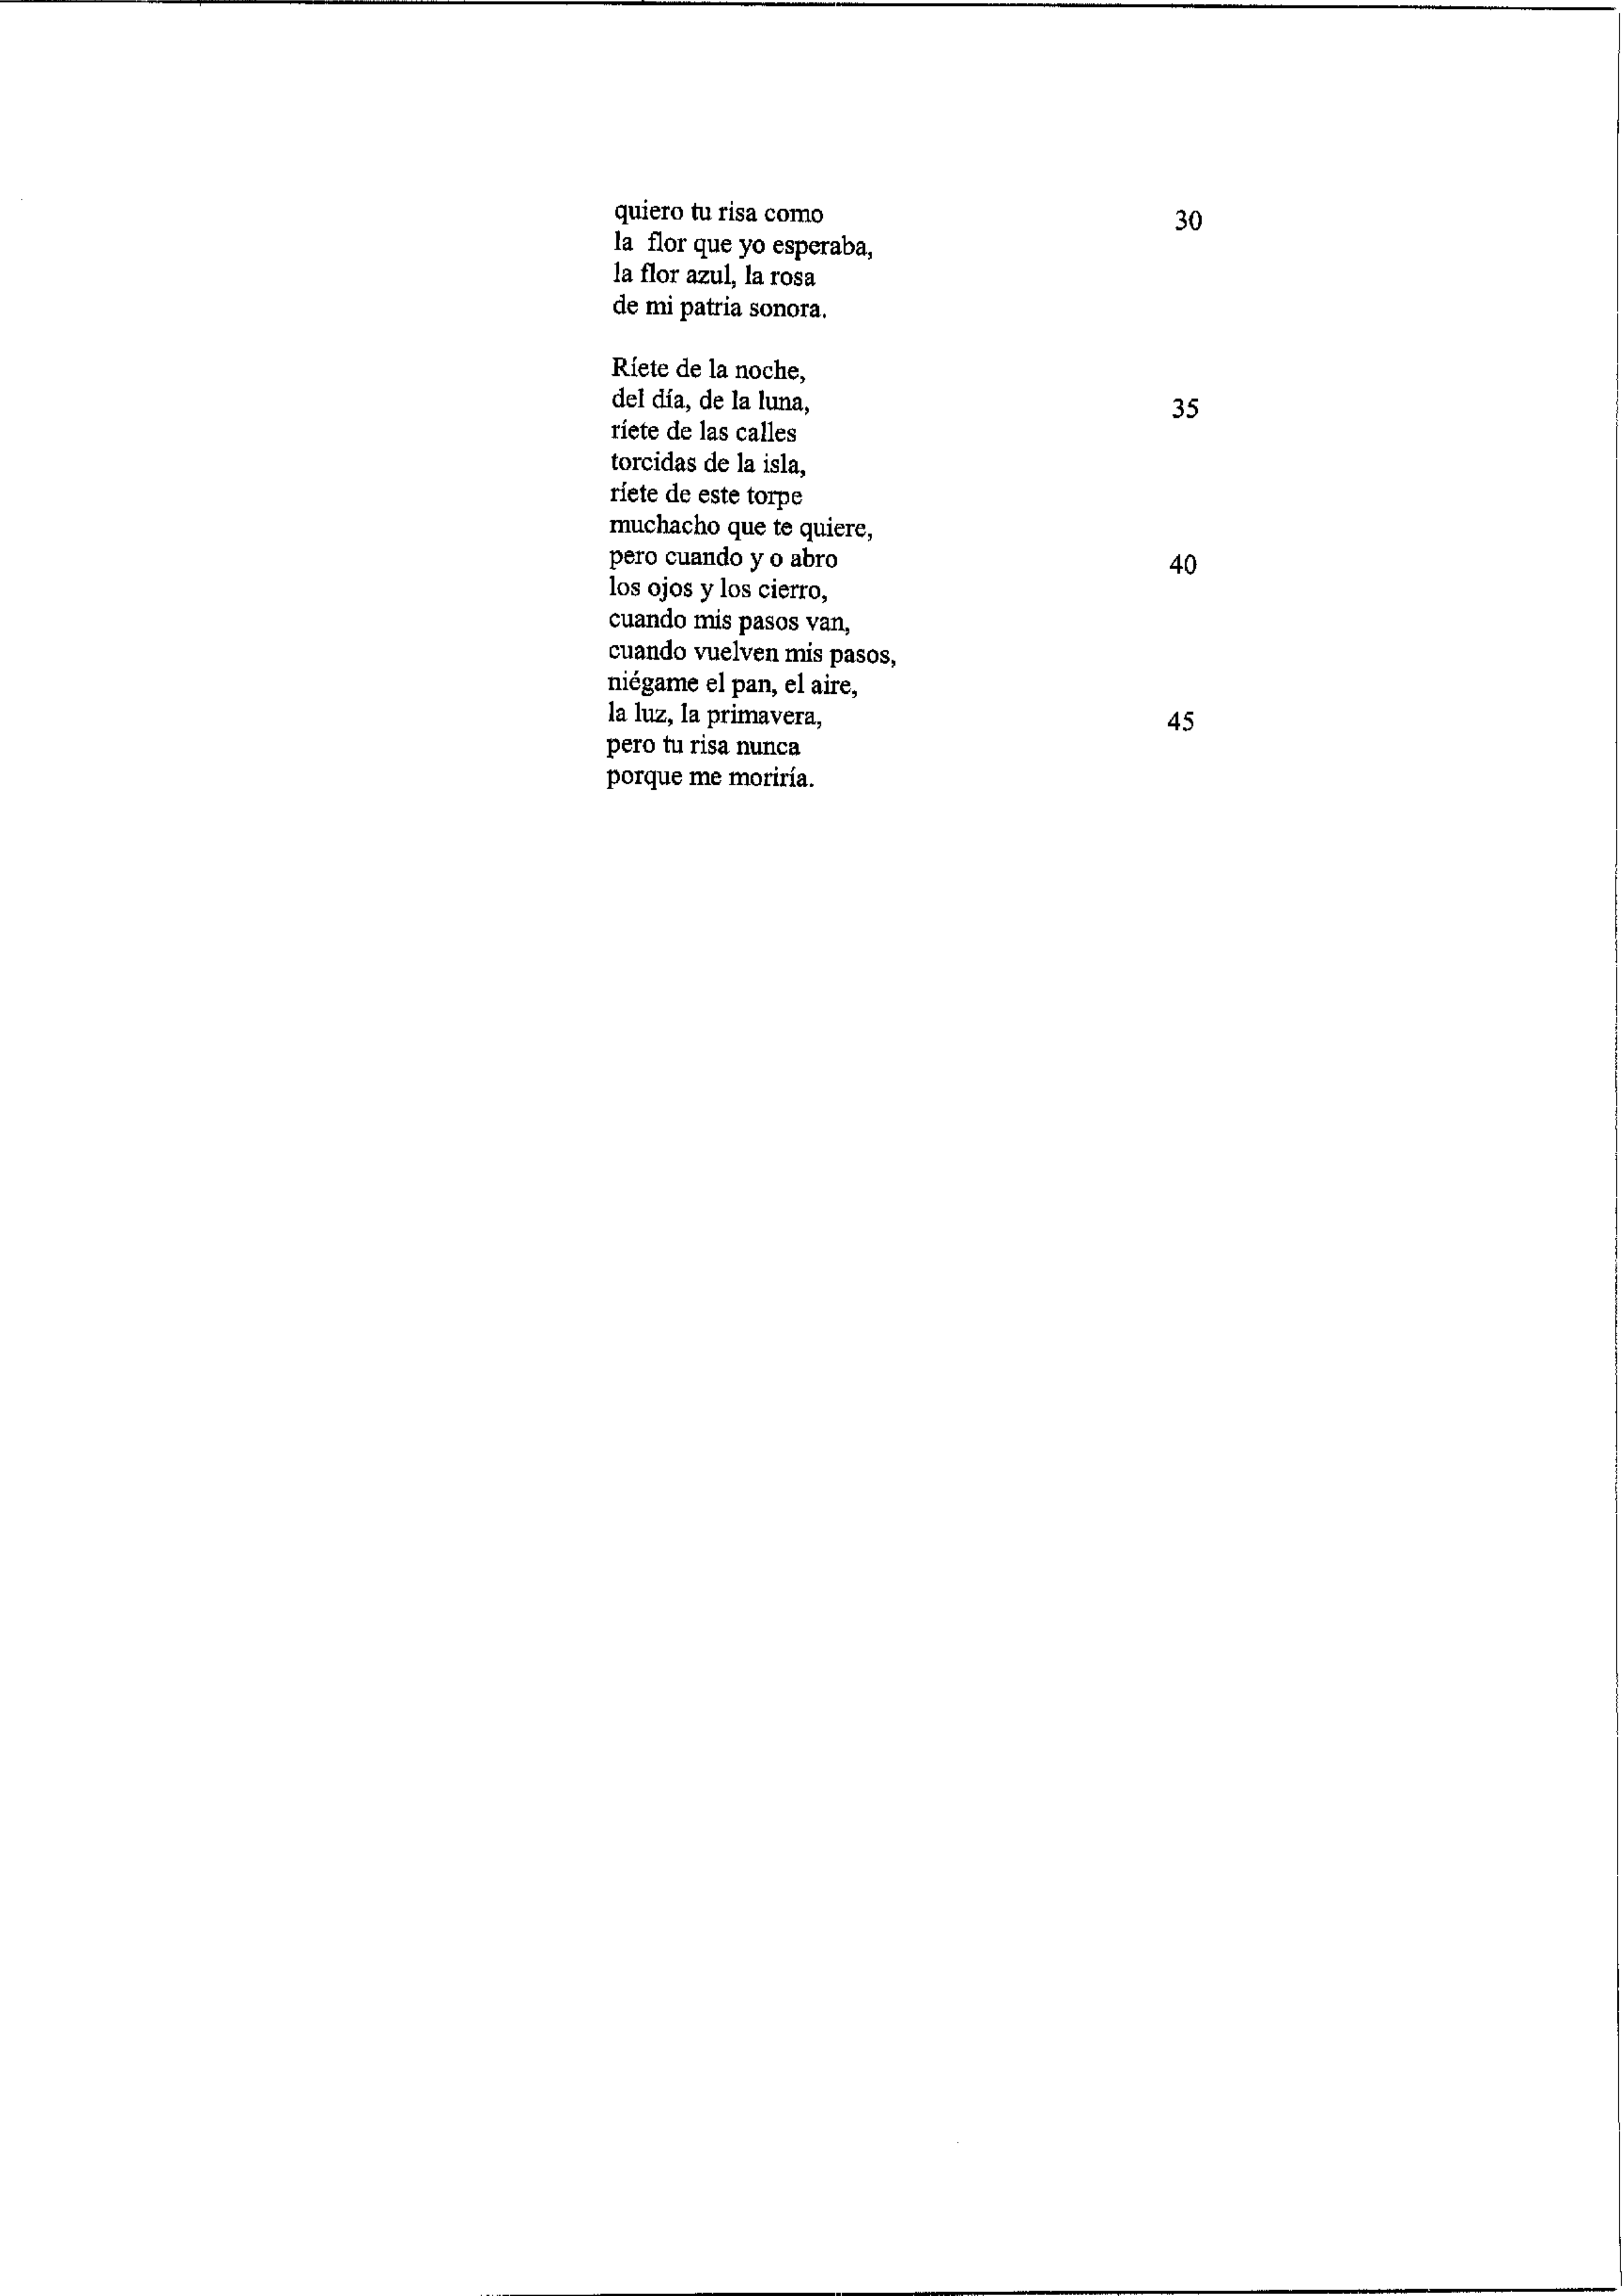 quiero tu risa como 30
la flor que yo esperaba,
la flor azul, la rosa
de mi patria sonora.

Ríete de la noche,
del día, de la luna, 35
ríete de las calles
torcidas de la isla,
ríete de este torpe
muchacho que te quiere,
pero cuando y o abro 40
los ojos y los cierro,
cuando mis pasos van,
cuando vuelven mis pasos,
niégame el pan, el aire,
la luz, la primavera, 45
pero tu risa nunca
porque me moriría.